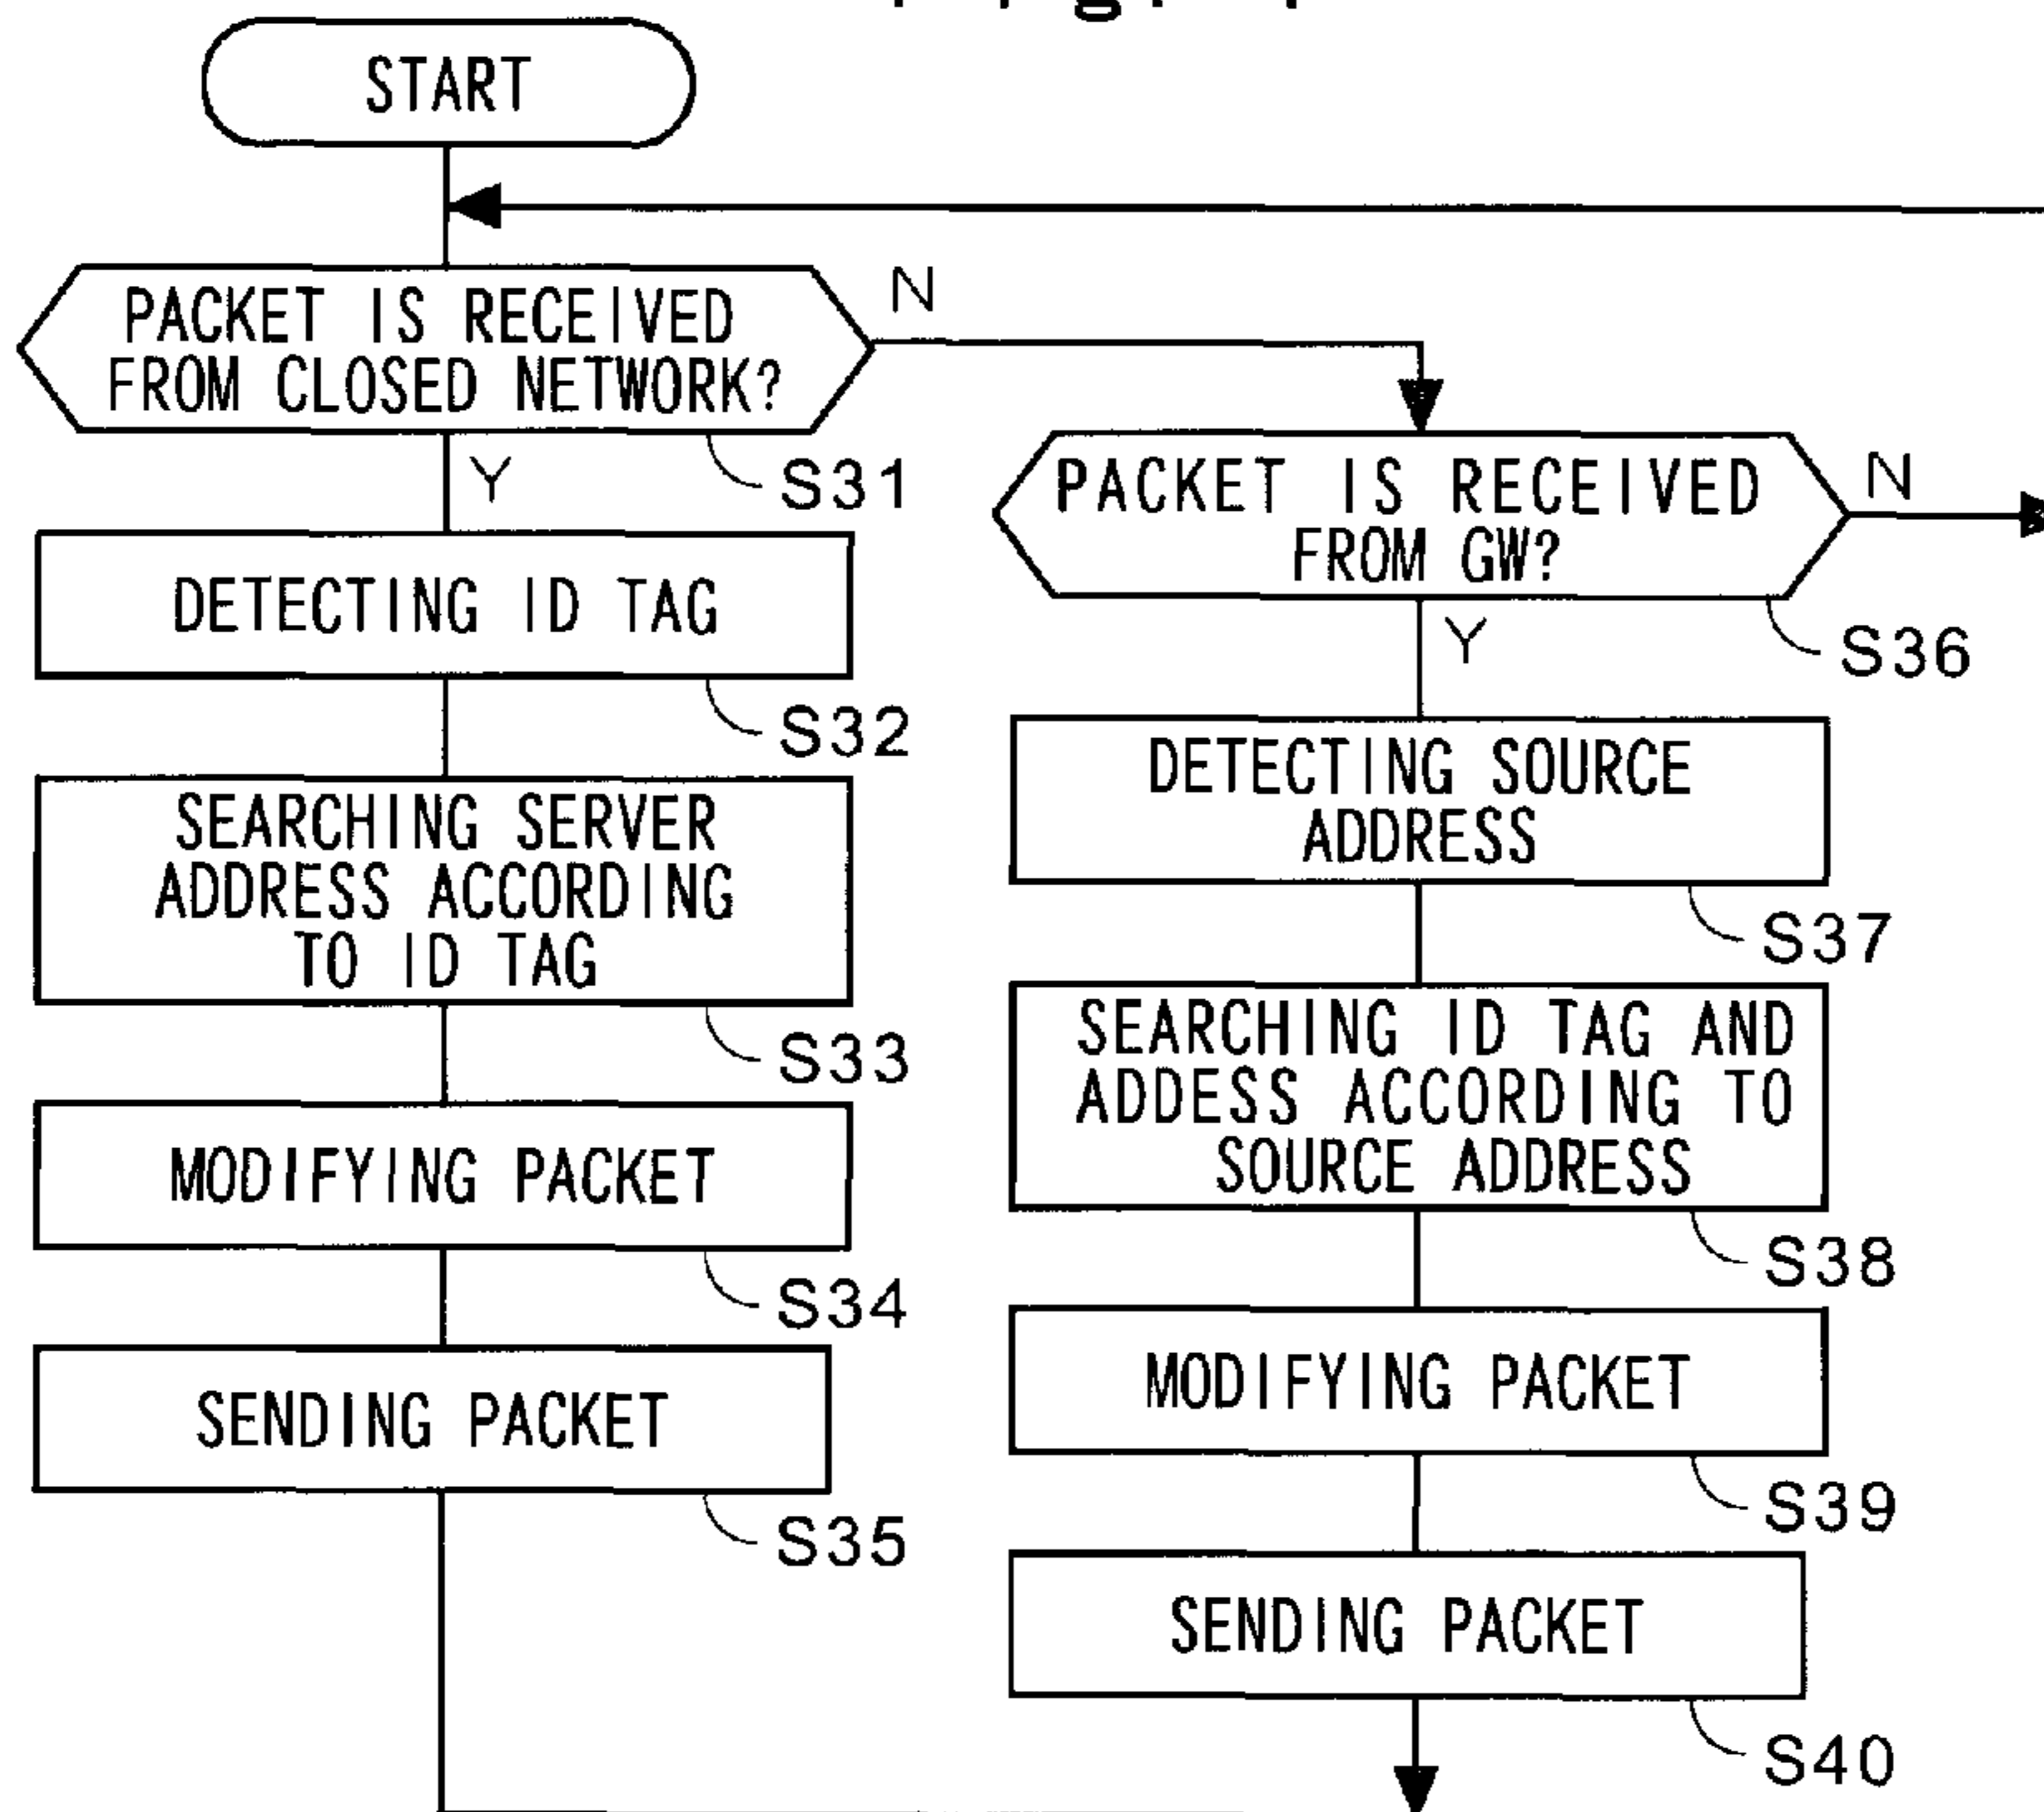 START
PACKET IS RECEIVED
FROM CLOSED NETWORK?
N
Y
S31
DETECTING ID TAG
S32
SEARCHING SERVER
ADDRESS ACCORDING
TO ID TAG
S33
MODIFYING PACKET
S34
SENDING PACKET
S35
PACKET IS RECEIVED
FROM GW?
N
Y
S36
DETECTING SOURCE
ADDRESS
S37
SEARCHING ID TAG AND
ADDESS ACCORDING TO
SOURCE ADDRESS
S38
MODIFYING PACKET
S39
SENDING PACKET
S40